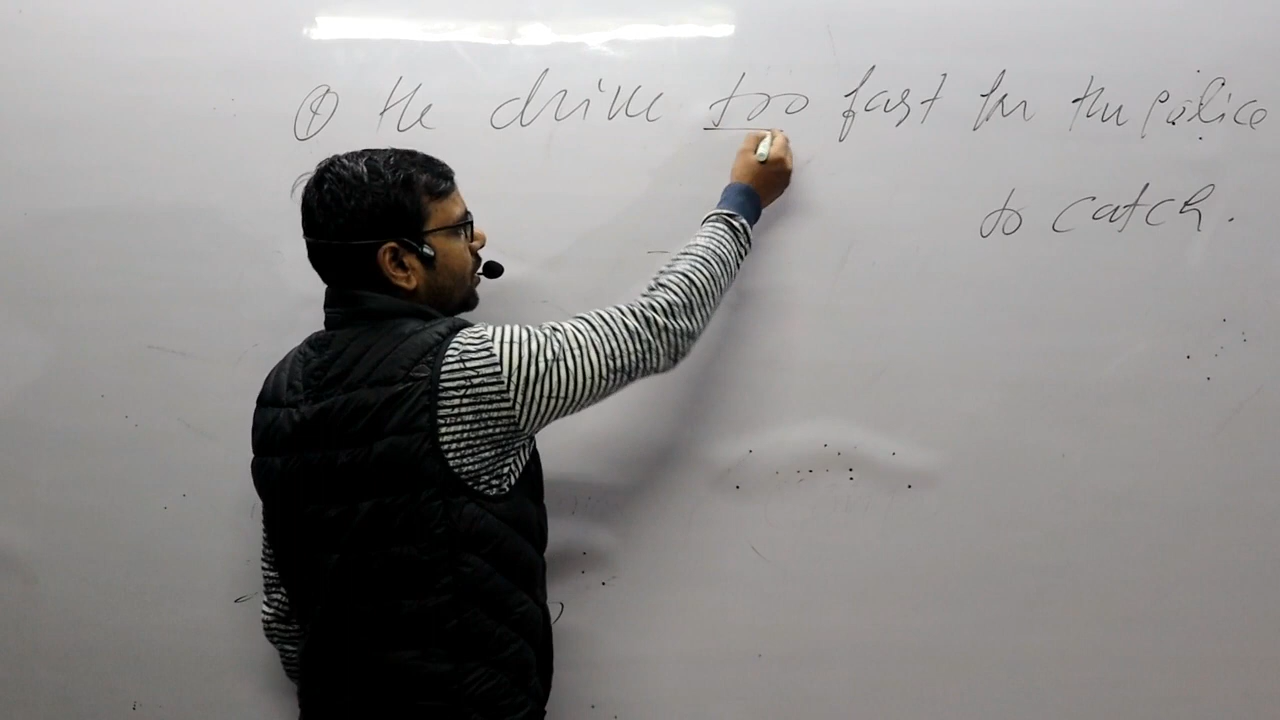 ① He drive too fast for the police
to catch.